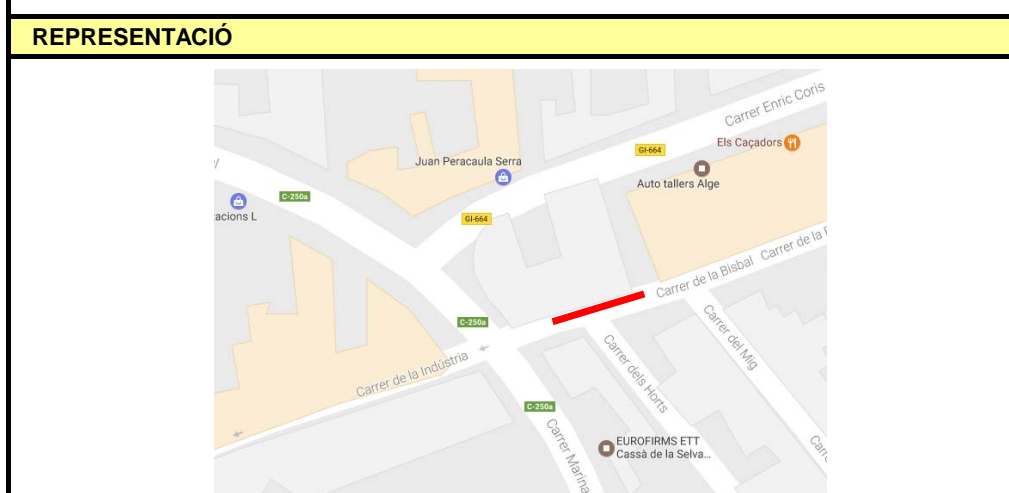 REPRESENTACIÓ
Carrer Enric Coris
Els Caçadors
GI-664
Juan Peracaula Serra
Auto tallers Alge
C-250a
acions L
GI-664
Carrer de la Bisbal
Carrer de la
C-250a
Carrer de la Indústria
Carrer del Mig
Carrer dels Horts
C-250a
Carrer Marina
EUROFIRMS ETT
Cassà de la Selva...